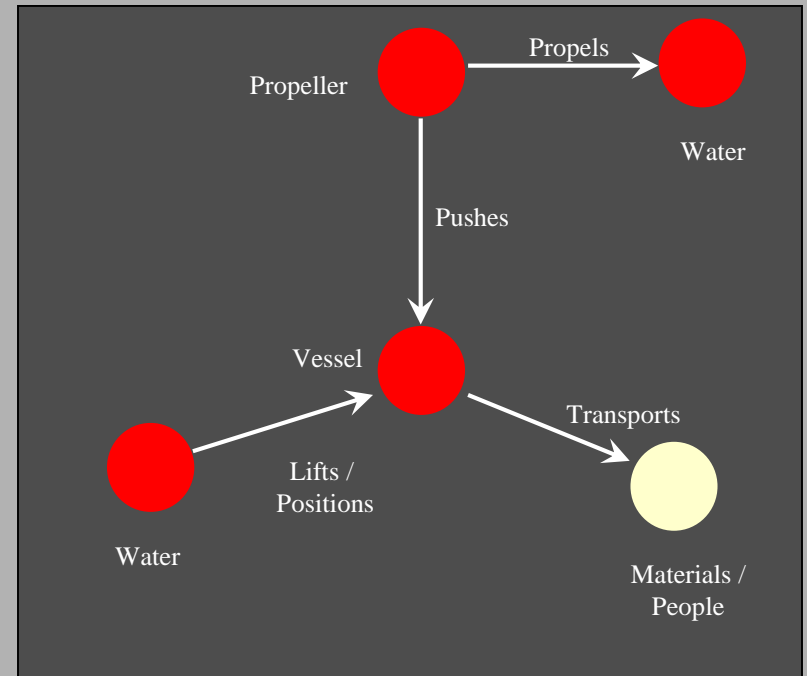 Propels
Propeller
Water
Pushes
Vessel
Transports
Lifts /
Positions
Water
Materials /
People